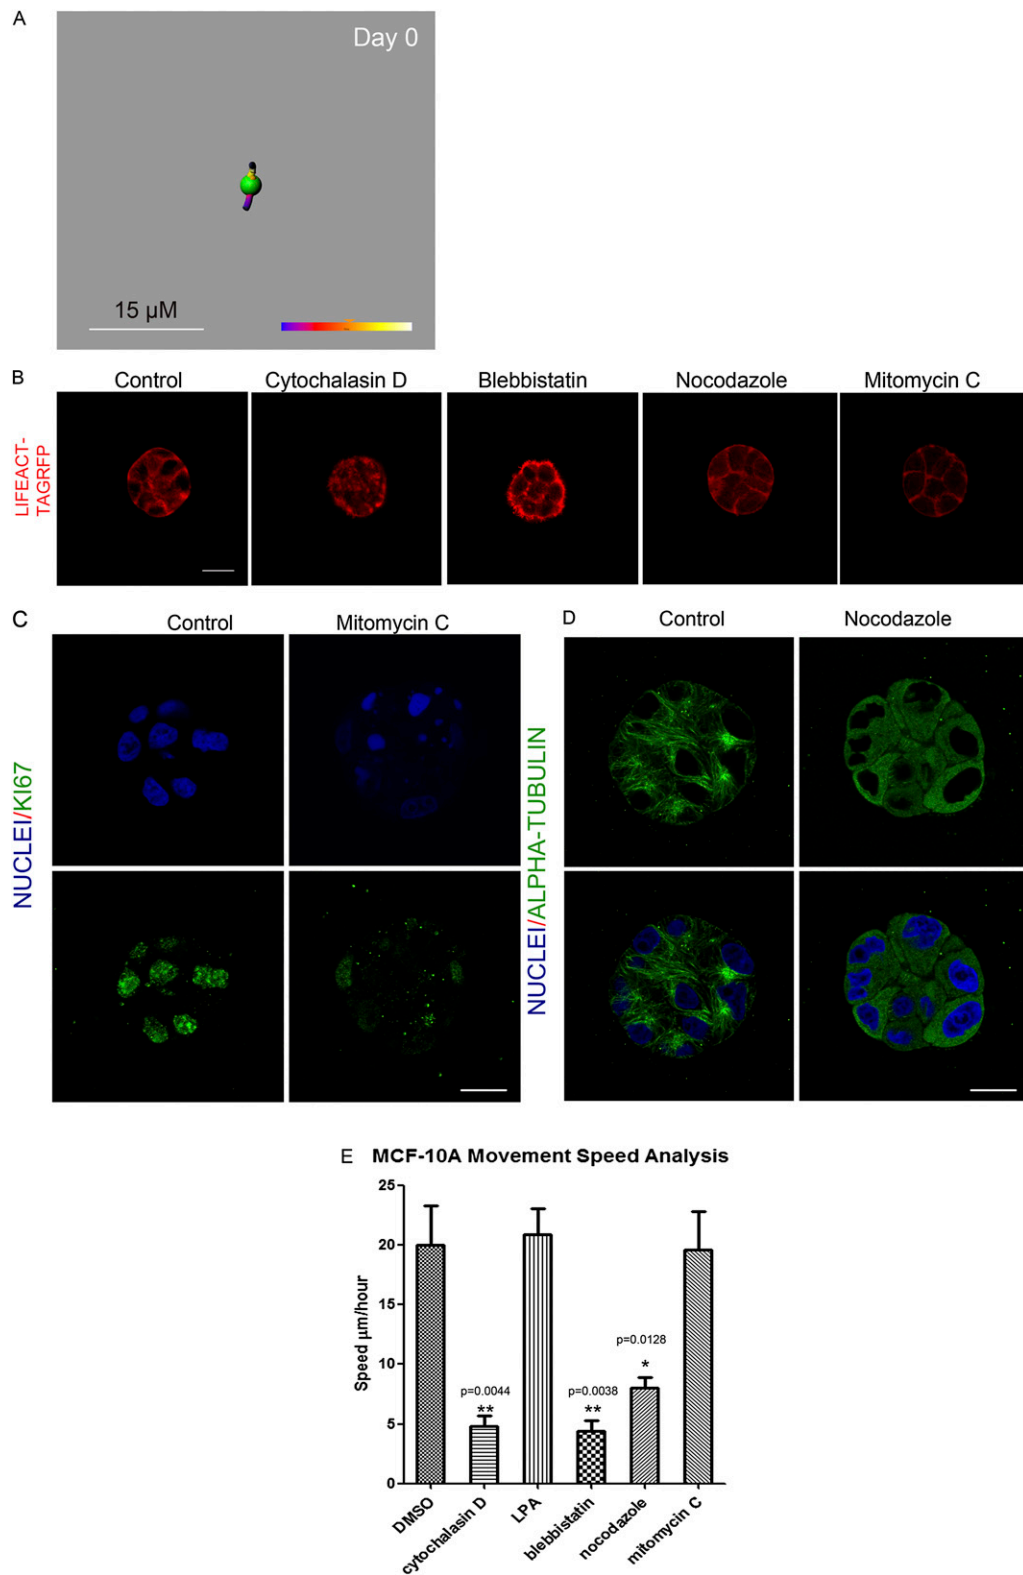 A
Day 0
15 µM
B
Control
Cytochalasin D
Blebbistatin
Nocodazole
Mitomycin C
LIFEACT-
TAGRFP
C
Control
Mitomycin C
NUCLEI/KI67
D
Control
Nocodazole
NUCLEI/ALPHA-TUBULIN
E MCF-10A Movement Speed Analysis
Speed µm/hour
25
20
15
10
5
0
p=0.0044
**
p=0.0038
**
p=0.0128
*
DMSO
cytochalasin D
LPA
blebbistatin
nocodazole
mitomycin C